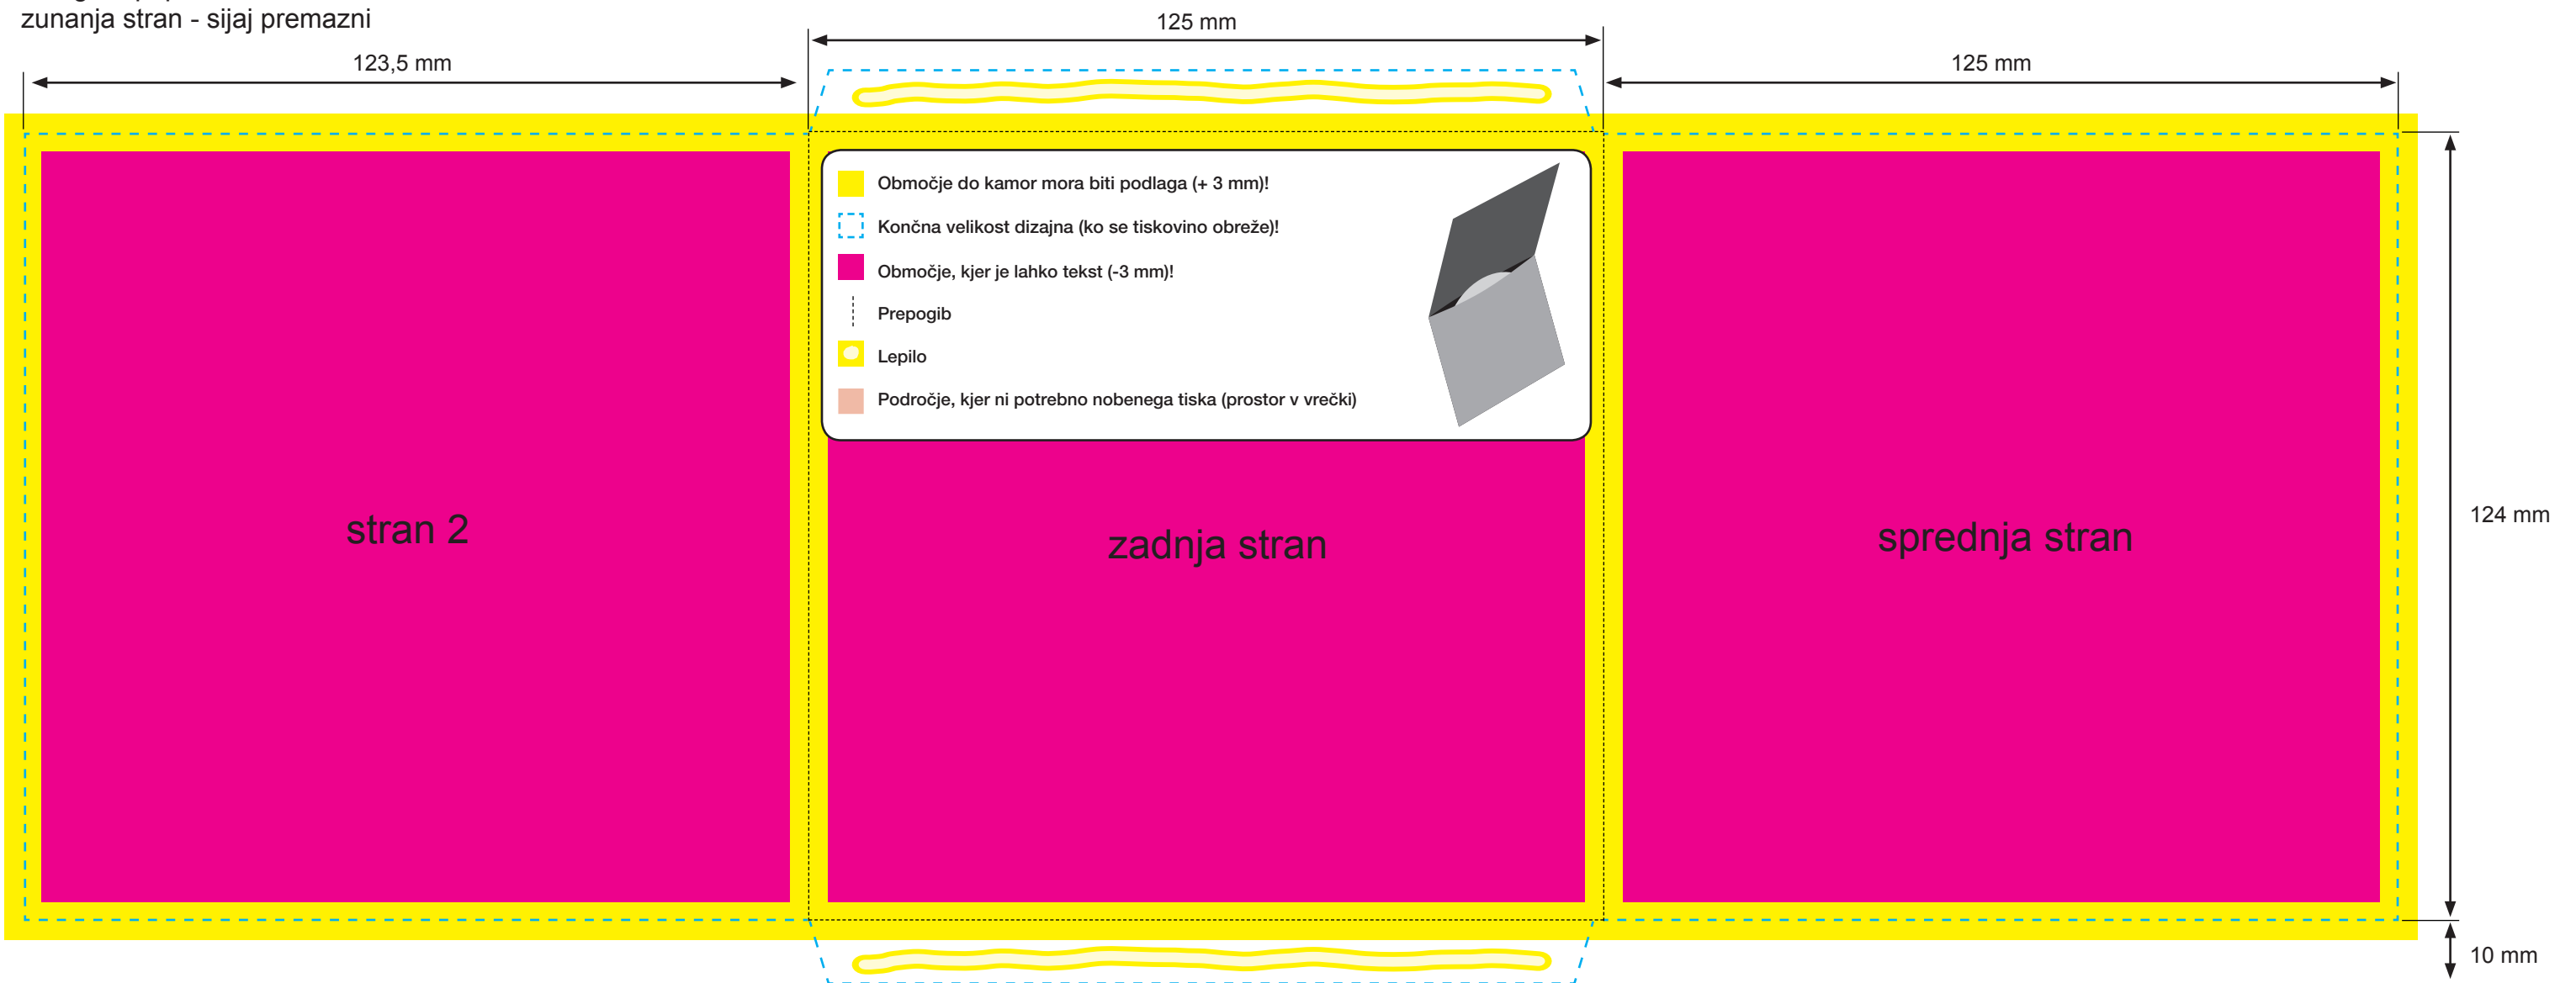 zunanja stran - sijaj premazni
125 mm
123,5 mm
125 mm
Območje do kamor mora biti podlaga (+ 3 mm)!
Končna velikost dizajna (ko se tiskovino obreže)!
Območje, kjer je lahko tekst (-3 mm)!
Prepogib
Lepilo
Področje, kjer ni potrebno nobenega tiska (prostor v vrečki)
stran 2
zadnja stran
sprednja stran
124 mm
10 mm